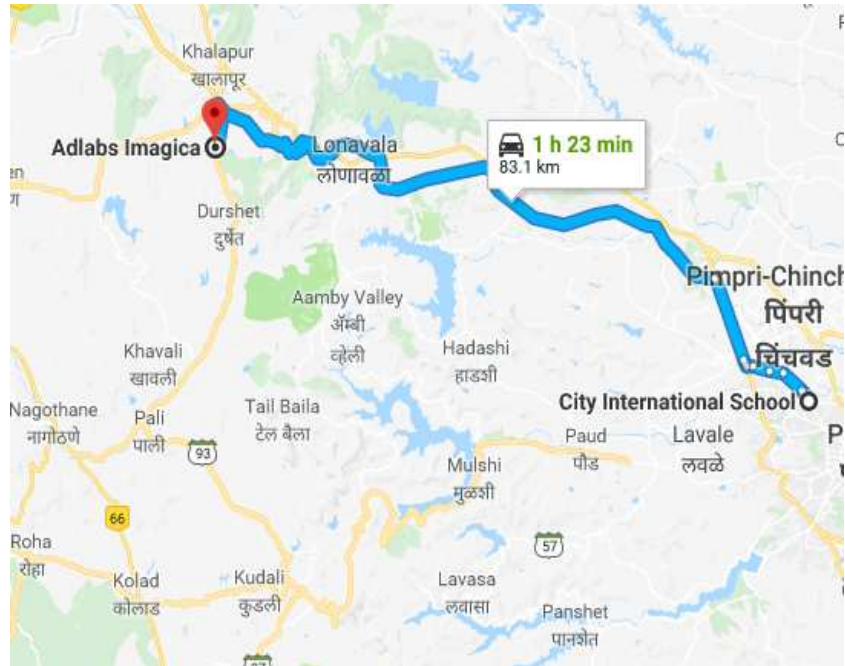 Khalapur
खालापूर
Adlabs Imagica
Lonavala
लोणावळा
1 h 23 min
83.1 km
Durshet
दुर्षेत
Pimpri-Chinch
पिंपरी
चिंचवड
Aamby Valley
ॲम्बी
व्हेली
Khavali
खावली
Hadashi
हाडशी
City International School
Nagothane
नागोठणे
Pali
पाली
Tail Baila
टेल बैला
93
Paud
पौड
Lavale
लवळे
Mulshi
मुळशी
66
57
Roha
रोहा
Kolad
कोलाड
Kudali
कुडली
Lavasa
लवासा
Panshet
पानशेत